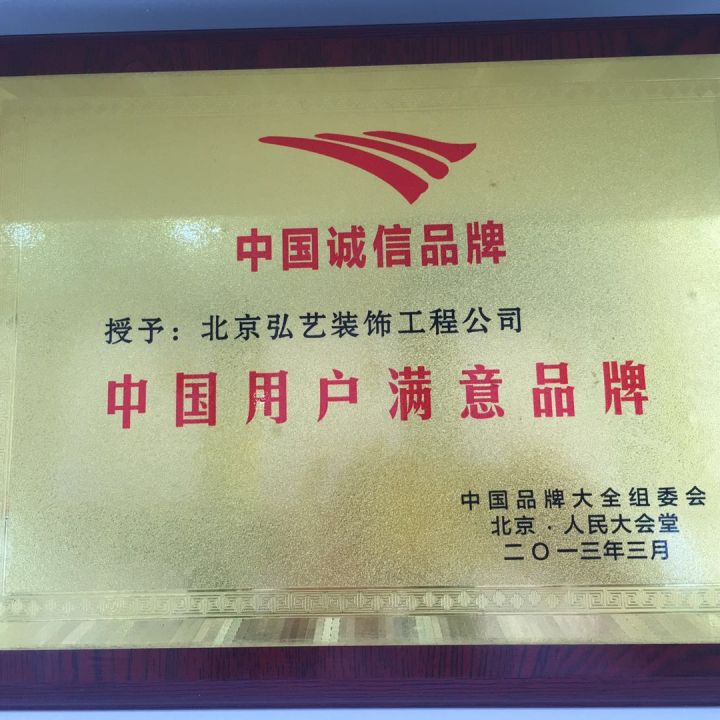 中国诚信品牌
授予：北京弘艺装饰工程公司
中国用户满意品牌
中国品牌大全组委会
北京·人民大会堂
二〇一三年三月